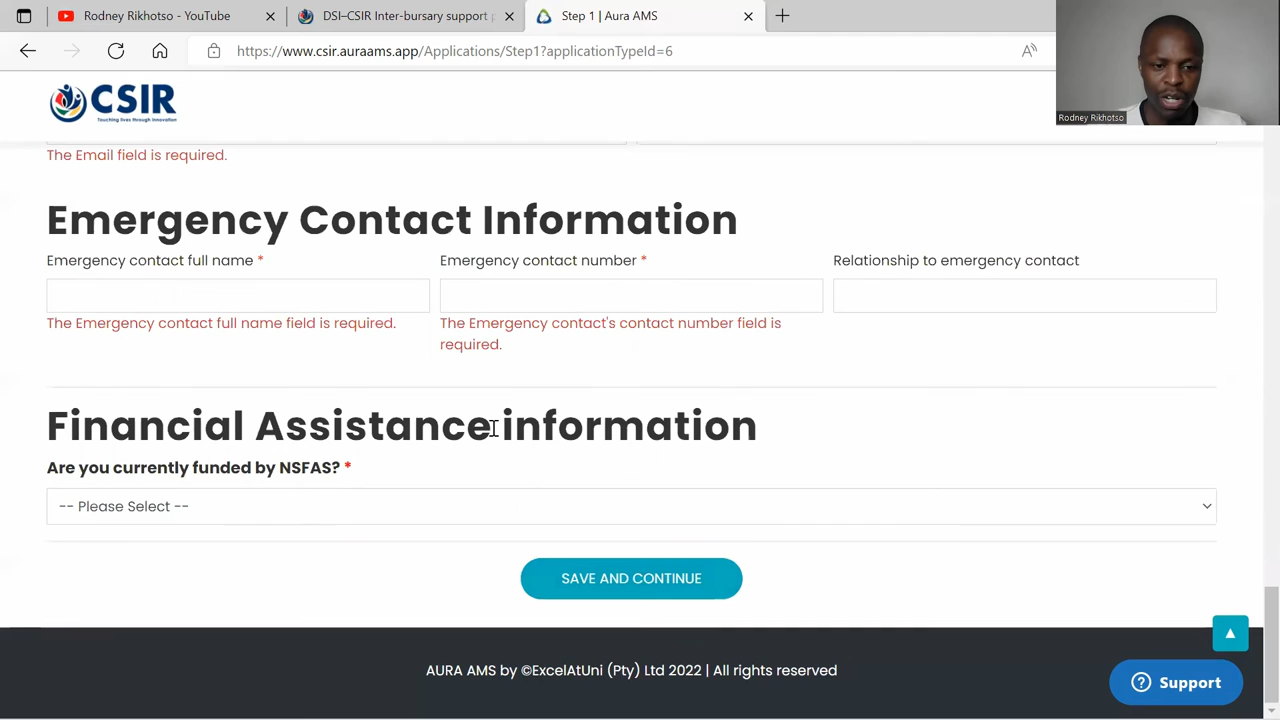 Rodney Rikhotso - YouTube
DSI–CSIR Inter-bursary support p
Step 1 | Aura AMS
https://www.csir.auraams.app/Applications/Step1?applicationTypeId=6
CSIR
Touching lives through innovation
Rodney Rikhotso
The Email field is required.
Emergency Contact Information
Emergency contact full name *
Emergency contact number *
Relationship to emergency contact
The Emergency contact full name field is required.
The Emergency contact's contact number field is
required.
Financial Assistance information
Are you currently funded by NSFAS? *
-- Please Select --
SAVE AND CONTINUE
AURA AMS by ©ExcelAtUni (Pty) Ltd 2022 | All rights reserved
Support